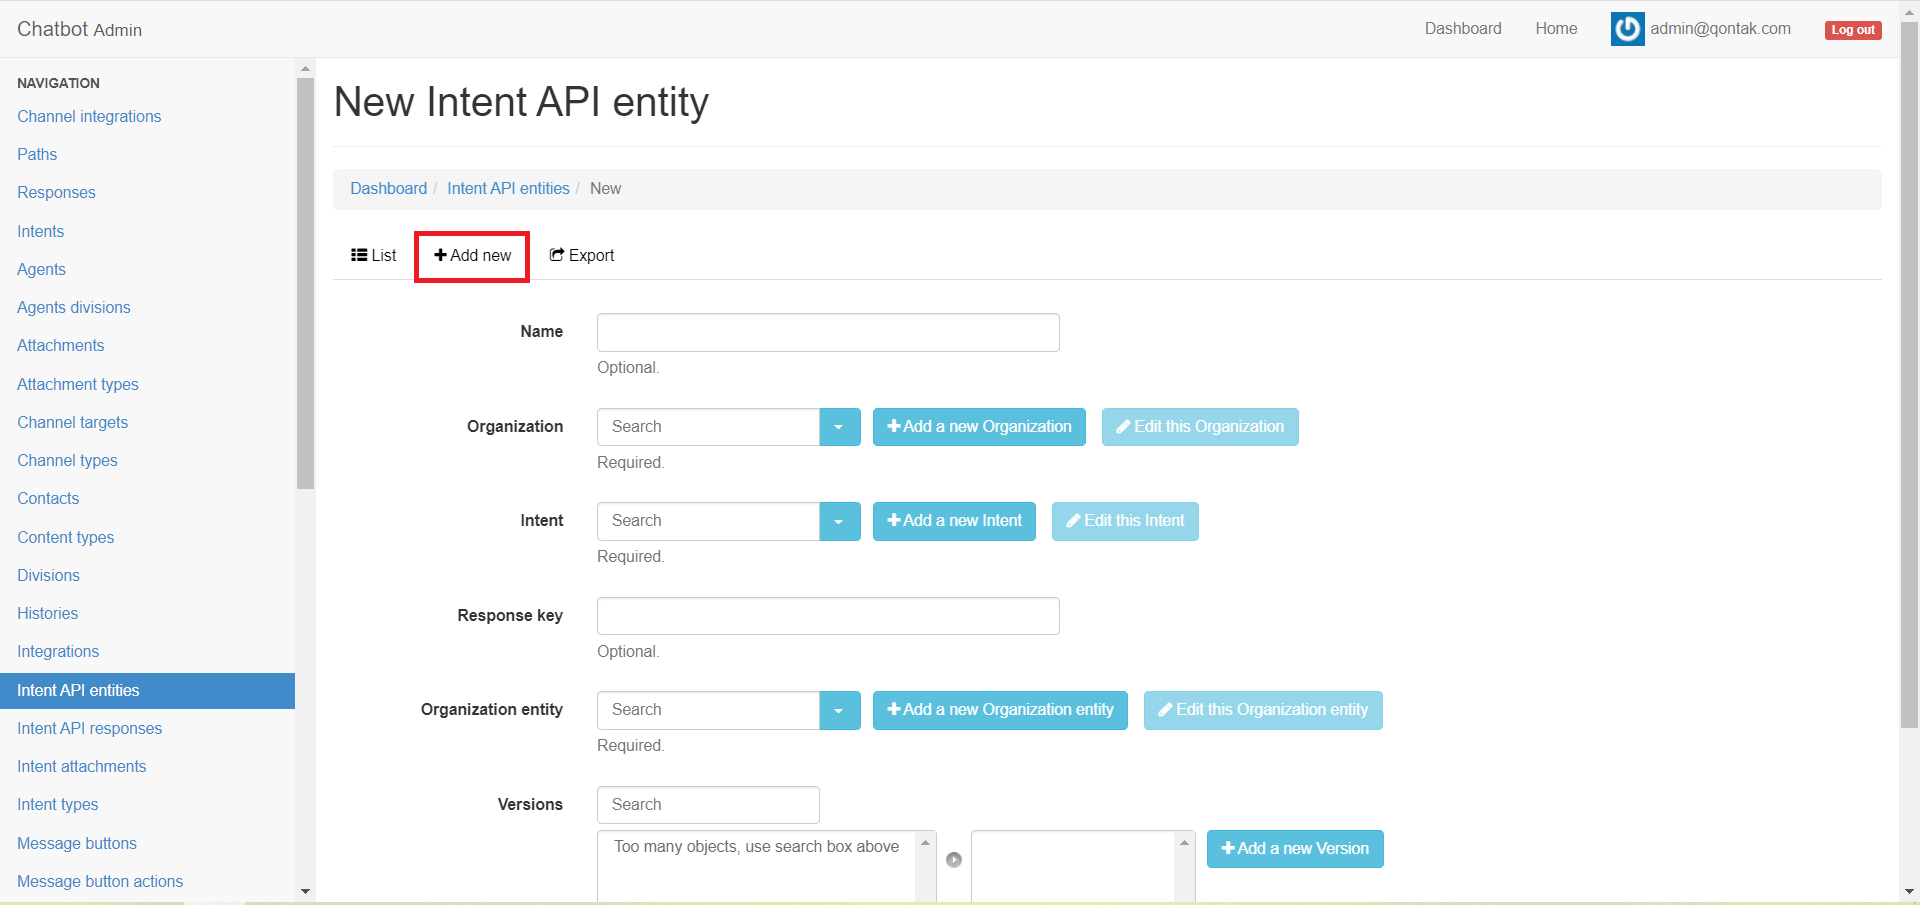 Chatbot Admin
Dashboard
Home
admin@qontak.com
Log out
NAVIGATION
Channel integrations
Paths
Responses
Intents
Agents
Agents divisions
Attachments
Attachment types
Channel targets
Channel types
Contacts
Content types
Divisions
Histories
Integrations
Intent API entities
Intent API responses
Intent attachments
Intent types
Message buttons
Message button actions
New Intent API entity
Dashboard / Intent API entities / New
List
Add new
Export
Name
Optional.
Organization
Search
Add a new Organization
Edit this Organization
Required.
Intent
Search
Add a new Intent
Edit this Intent
Required.
Response key
Optional.
Organization entity
Search
Add a new Organization entity
Edit this Organization entity
Required.
Versions
Search
Too many objects, use search box above
Add a new Version